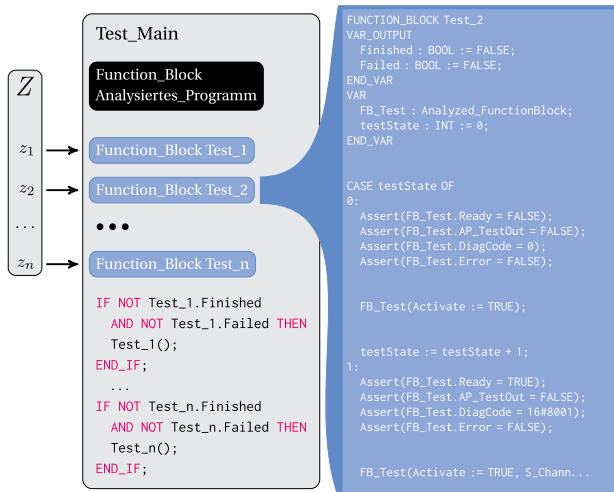 Z
z1
z2
...
zn
Test_Main
Function_Block
Analysiertes_Programm
Function_Block Test_1
Function_Block Test_2
•••
Function_Block Test_n
IF NOT Test_1.Finished
AND NOT Test_1.Failed THEN
Test_1();
END_IF;
...
IF NOT Test_n.Finished
AND NOT Test_n.Failed THEN
Test_n();
END_IF;
FUNCTION_BLOCK Test_2
VAR_OUTPUT
Finished : BOOL := FALSE;
Failed : BOOL := FALSE;
END_VAR
VAR
FB_Test : Analyzed_FunctionBlock;
testState : INT := 0;
END_VAR
CASE testState OF
0:
Assert(FB_Test.Ready = FALSE);
Assert(FB_Test.AP_TestOut = FALSE);
Assert(FB_Test.DiagCode = 0);
Assert(FB_Test.Error = FALSE);
FB_Test(Activate := TRUE);
testState := testState + 1;
1:
Assert(FB_Test.Ready = TRUE);
Assert(FB_Test.AP_TestOut = FALSE);
Assert(FB_Test.DiagCode = 16#8001);
Assert(FB_Test.Error = FALSE);
FB_Test(Activate := TRUE, S_Chann...